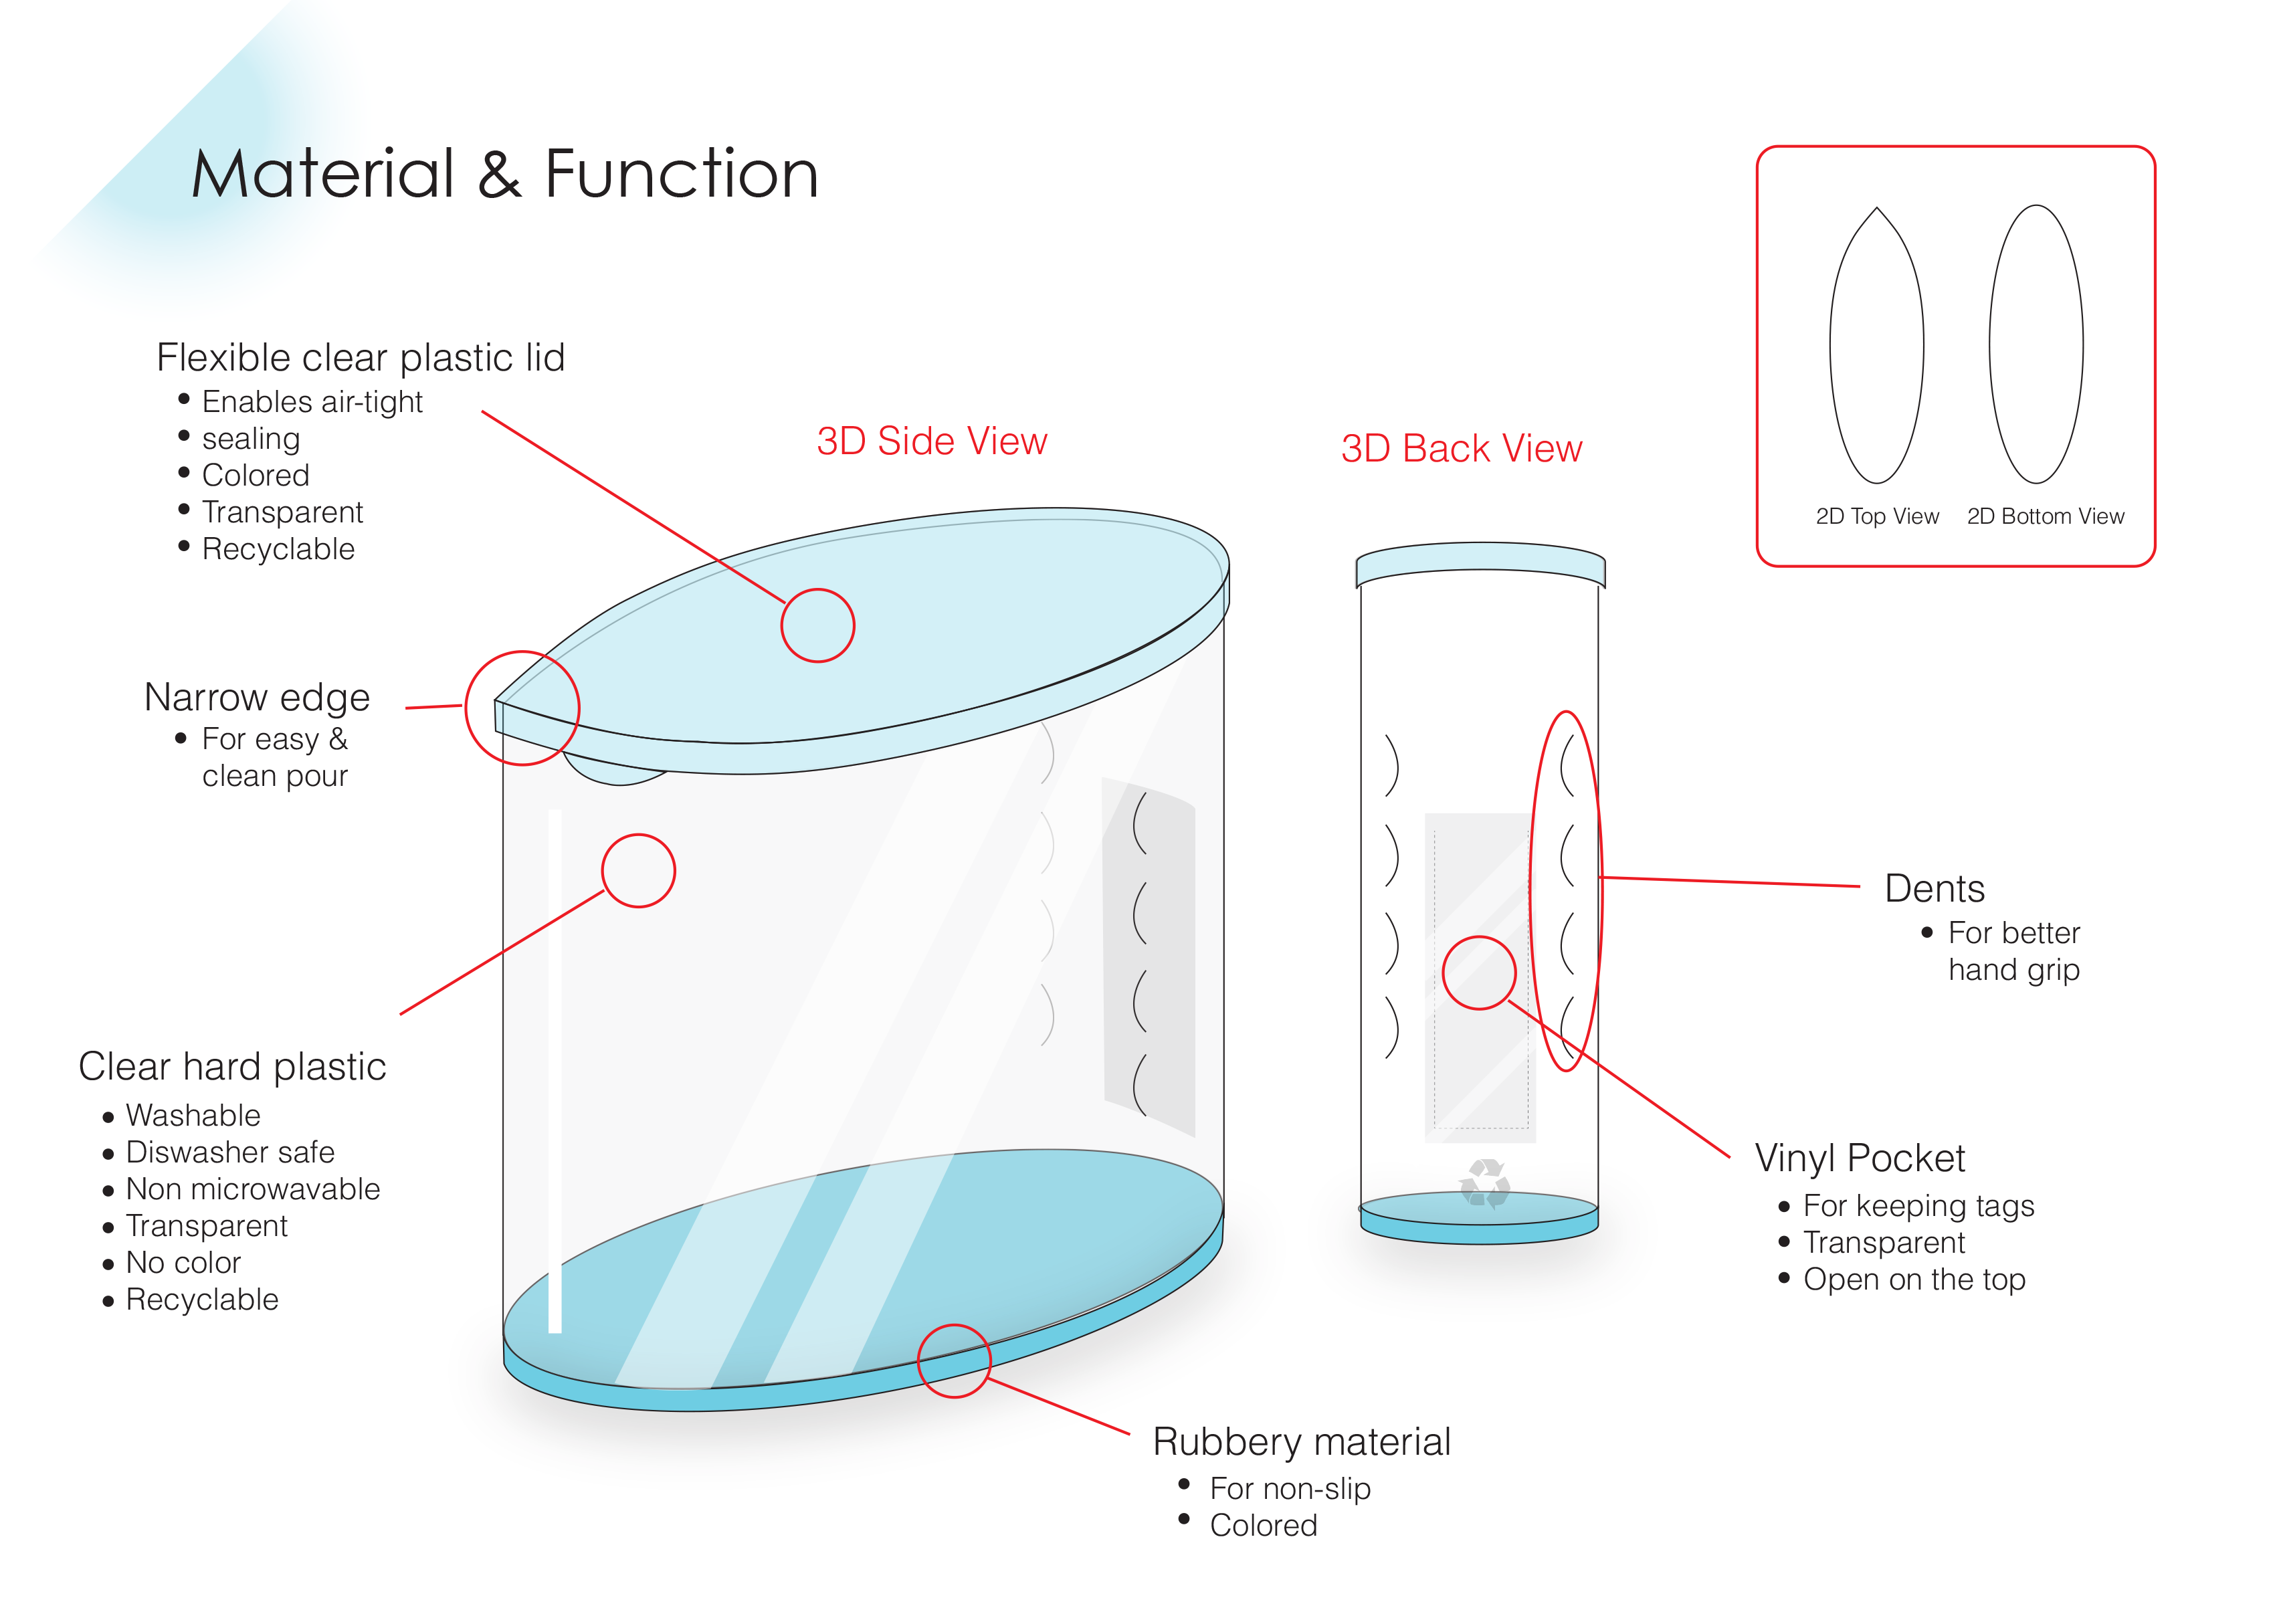 Material & Function
Flexible clear plastic lid
• Enables air-tight
• sealing
• Colored
• Transparent
• Recyclable
3D Side View
3D Back View
2D Top View
2D Bottom View
Narrow edge
• For easy &
clean pour
Clear hard plastic
• Washable
• Diswasher safe
• Non microwavable
• Transparent
• No color
• Recyclable
Dents
• For better
hand grip
Vinyl Pocket
• For keeping tags
• Transparent
• Open on the top
Rubbery material
• For non-slip
• Colored